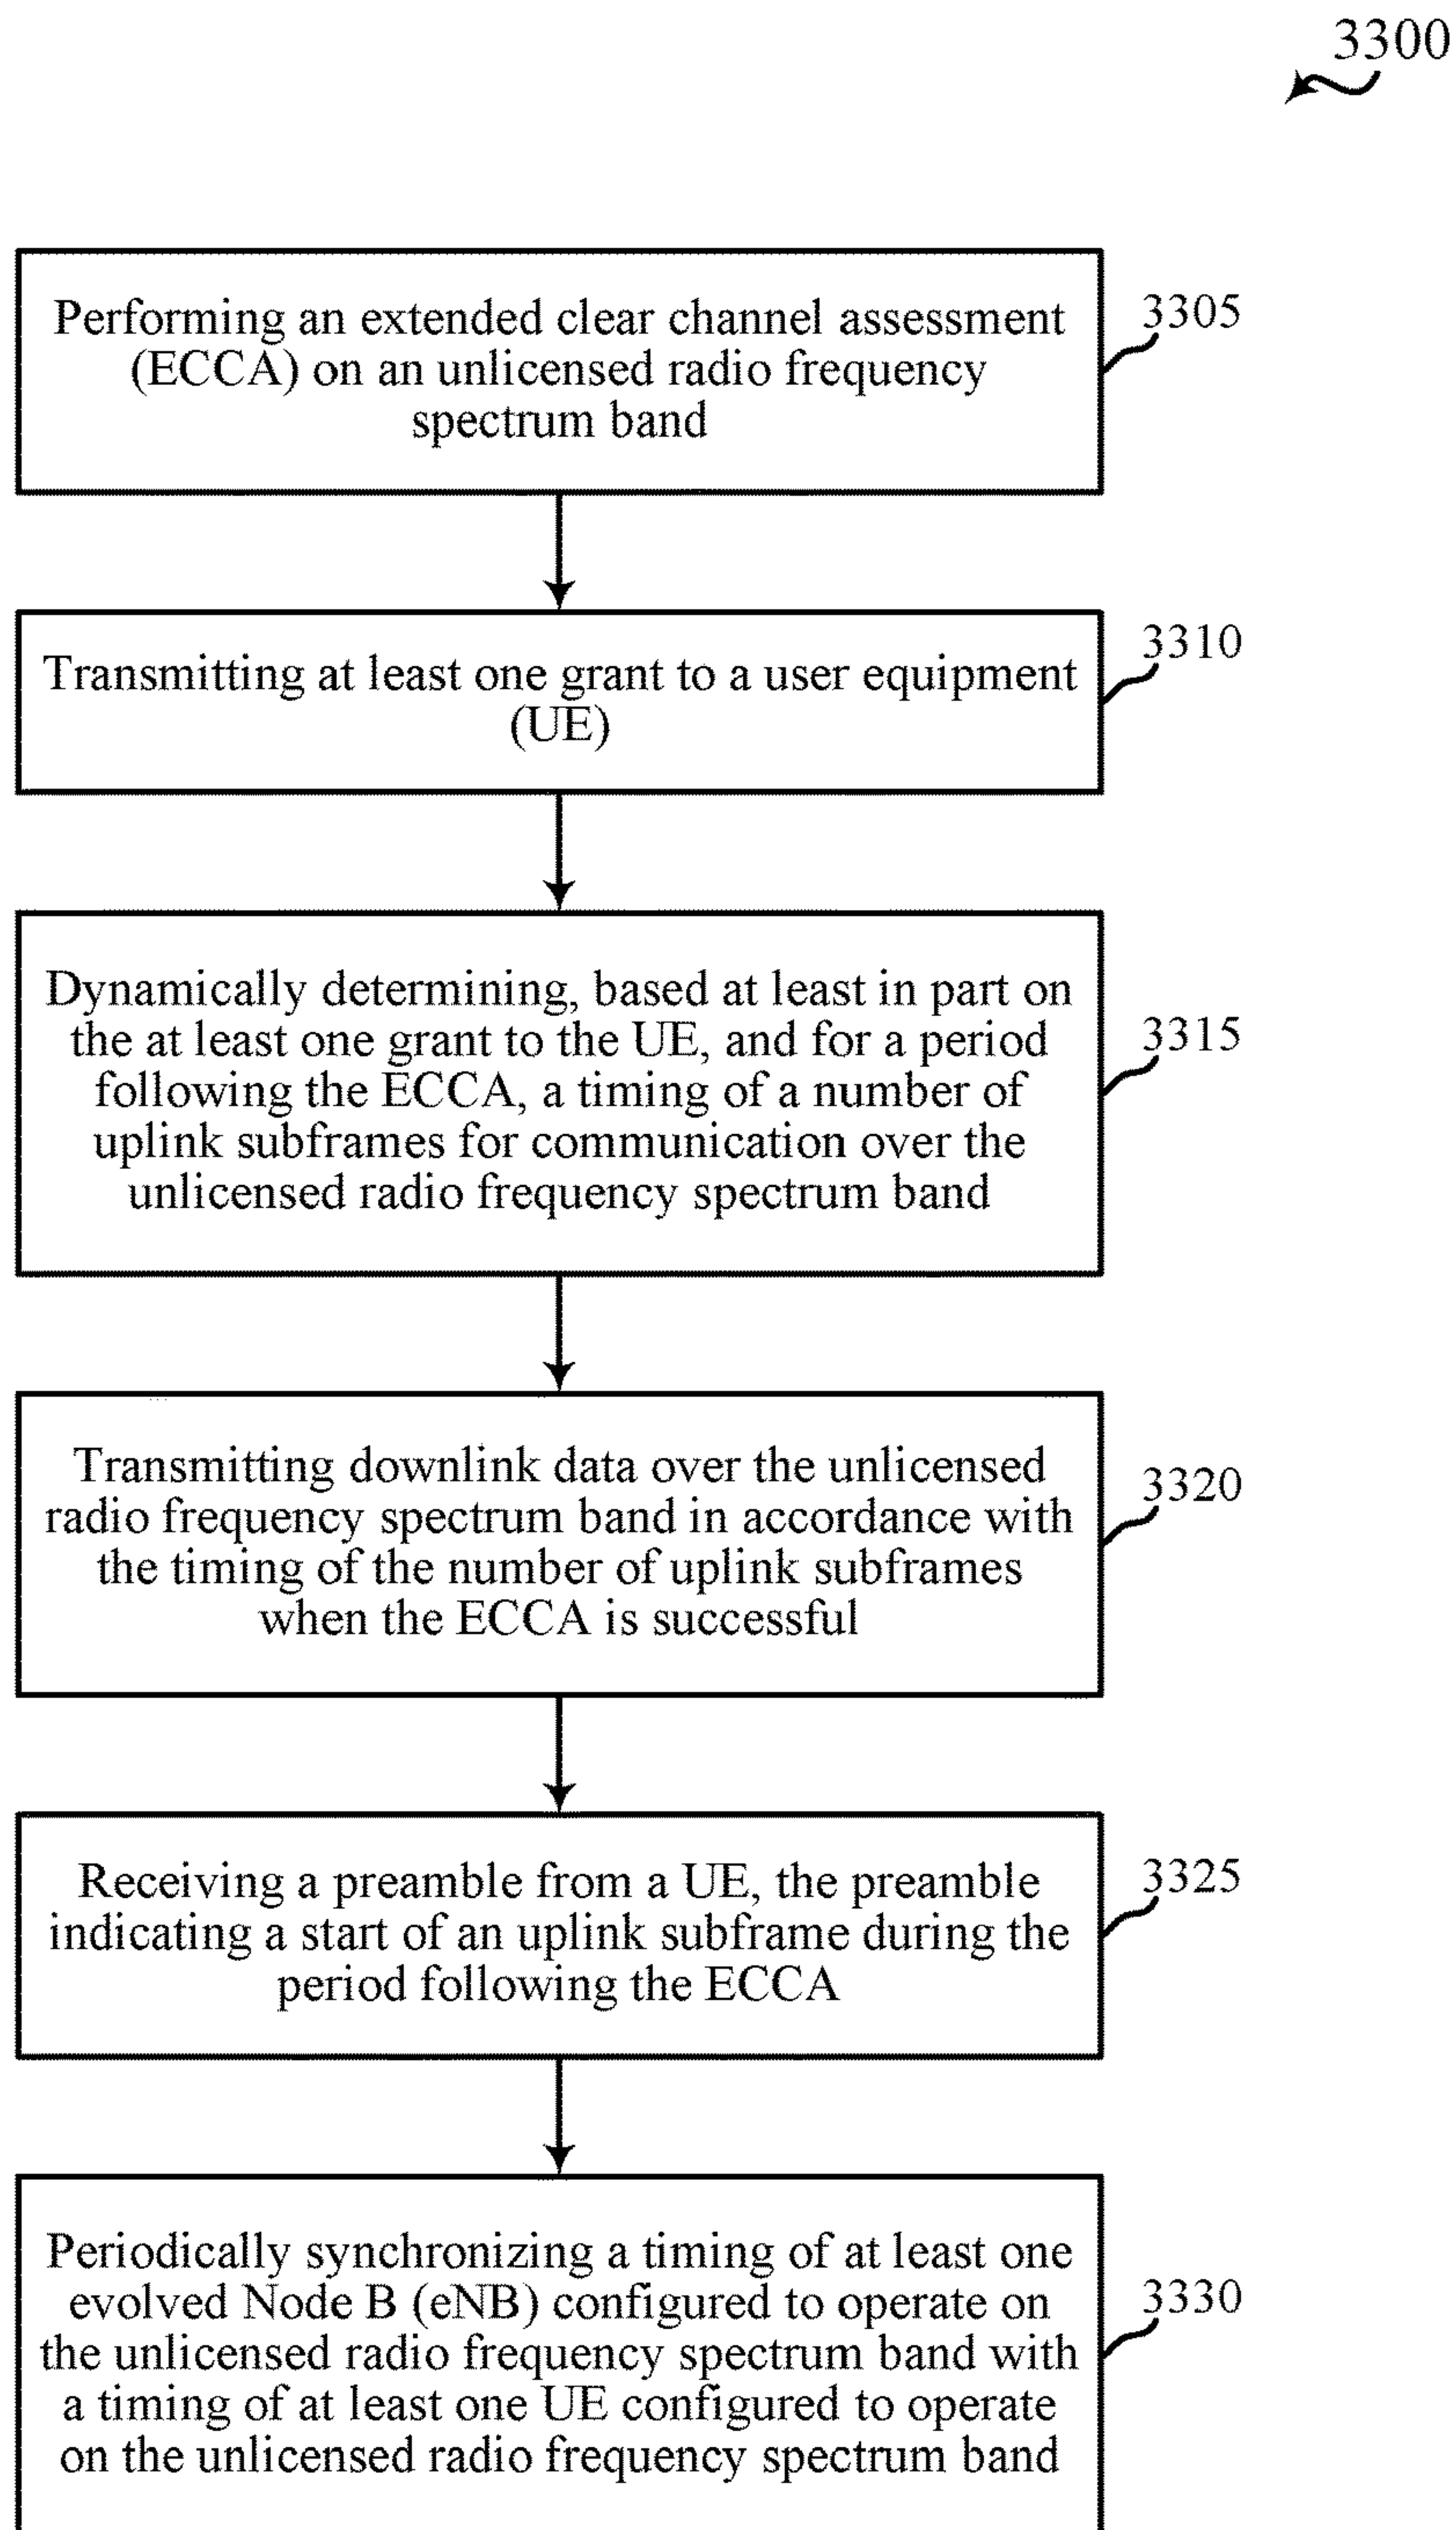 3300
Performing an extended clear channel assessment
(ECCA) on an unlicensed radio frequency
spectrum band
3305
Transmitting at least one grant to a user equipment
(UE)
3310
Dynamically determining, based at least in part on
the at least one grant to the UE, and for a period
following the ECCA, a timing of a number of
uplink subframes for communication over the
unlicensed radio frequency spectrum band
3315
Transmitting downlink data over the unlicensed
radio frequency spectrum band in accordance with
the timing of the number of uplink subframes
when the ECCA is successful
3320
Receiving a preamble from a UE, the preamble
indicating a start of an uplink subframe during the
period following the ECCA
3325
Periodically synchronizing a timing of at least one
evolved Node B (eNB) configured to operate on
the unlicensed radio frequency spectrum band with
a timing of at least one UE configured to operate
on the unlicensed radio frequency spectrum band
3330